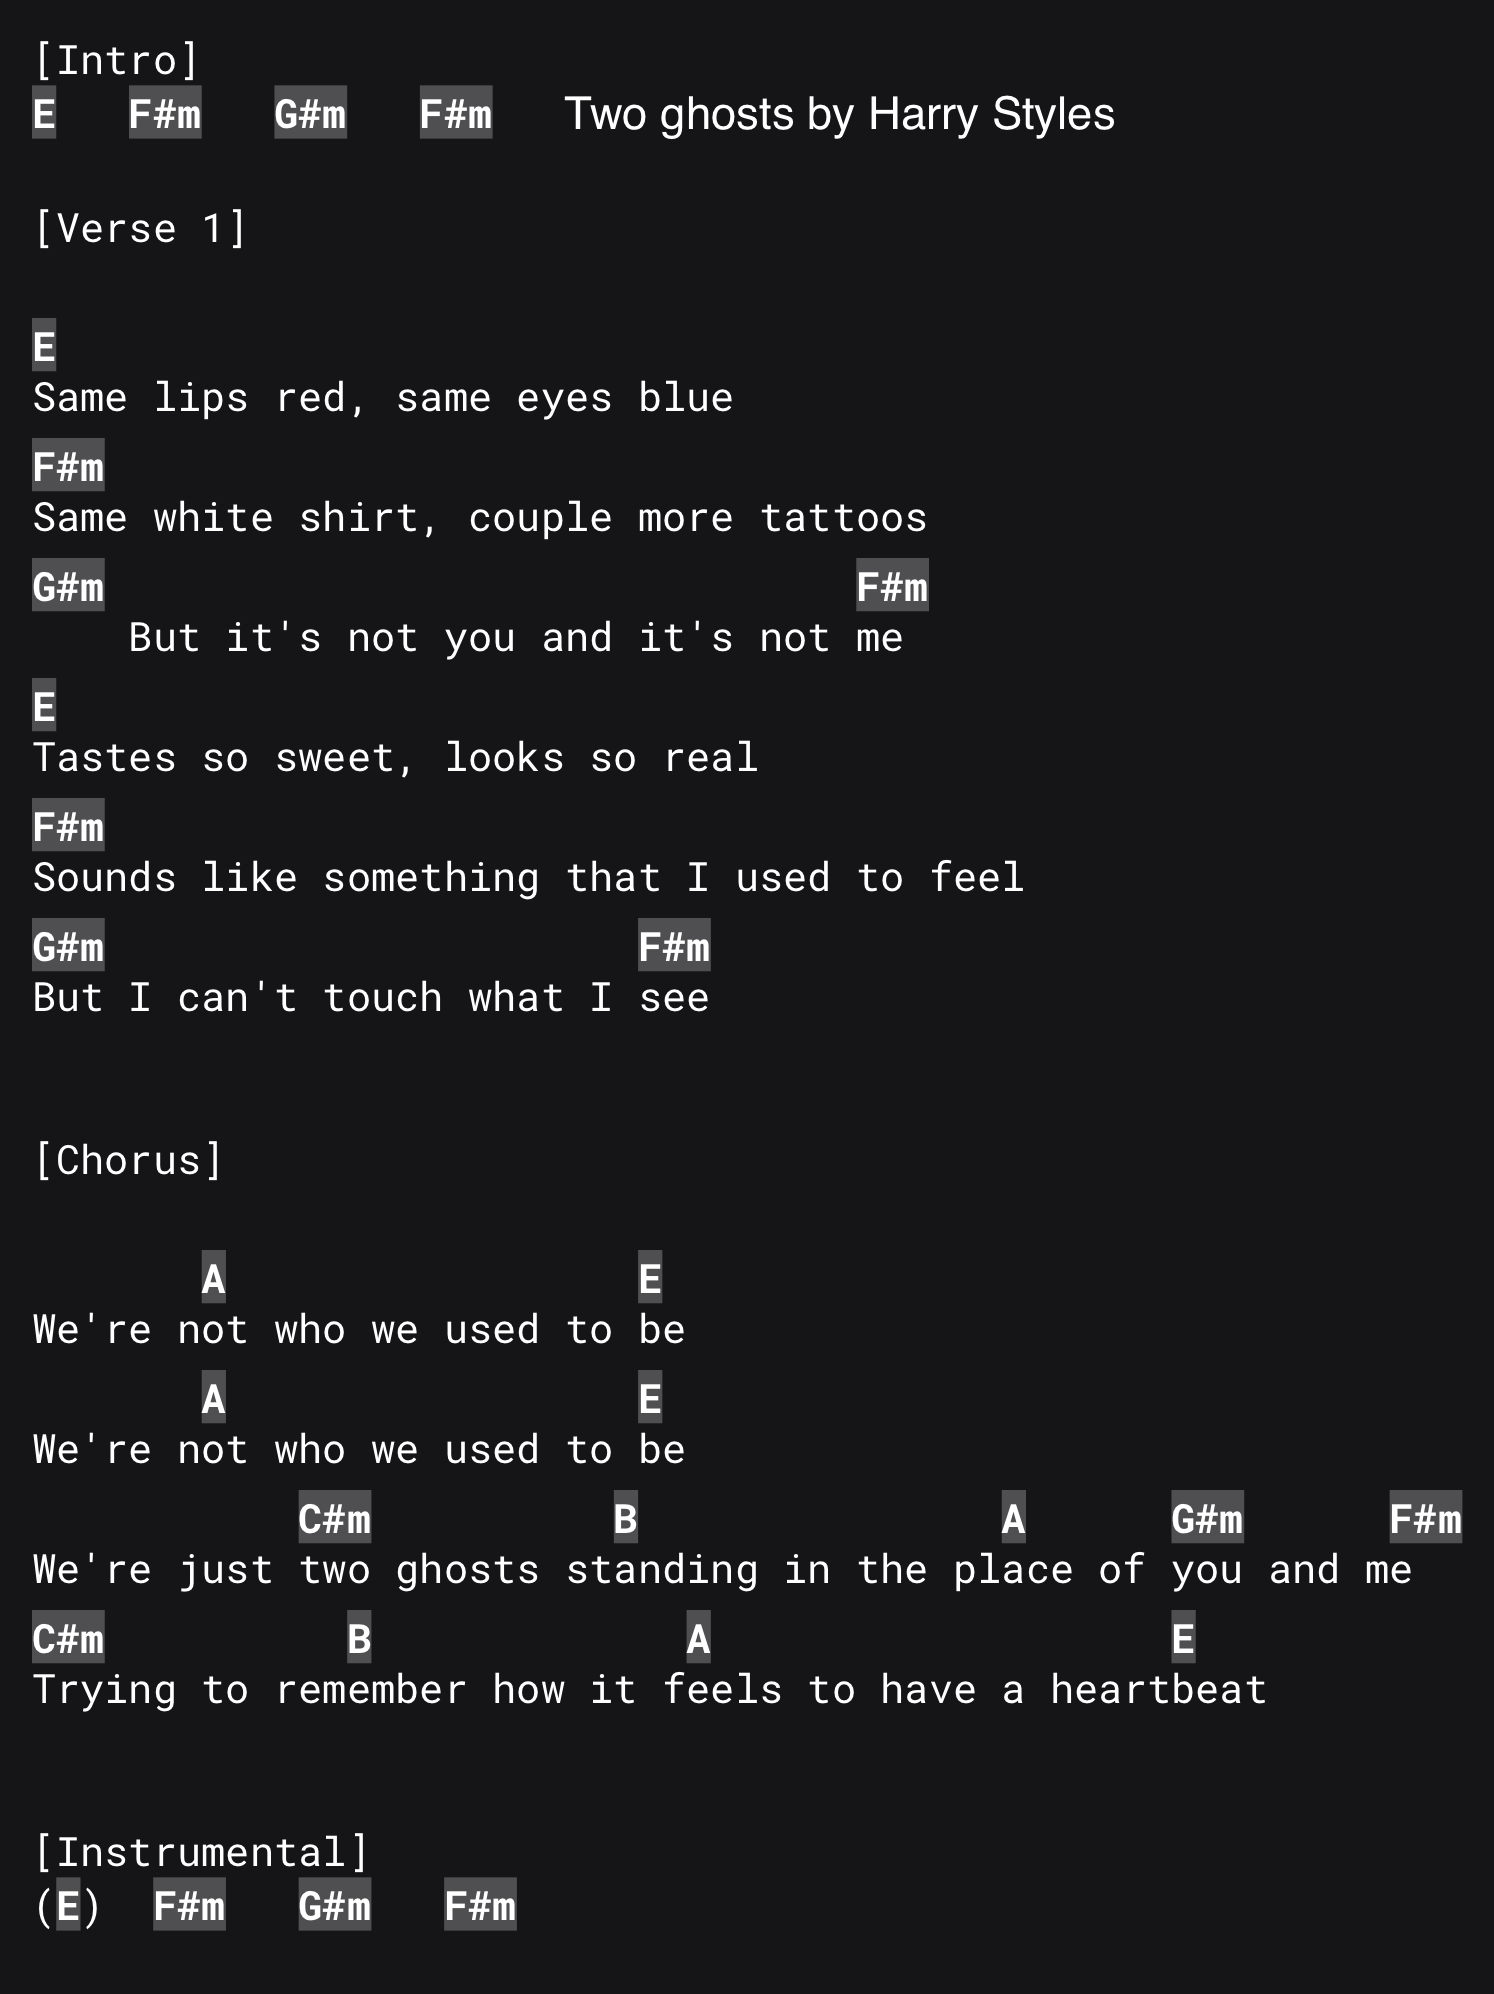 [Intro]
E   F#m   G#m   F#m   Two ghosts by Harry Styles
[Verse 1]
E
Same lips red, same eyes blue
F#m
Same white shirt, couple more tattoos
G#m                               F#m
    But it's not you and it's not me
E
Tastes so sweet, looks so real
F#m
Sounds like something that I used to feel
G#m                      F#m
But I can't touch what I see
[Chorus]
       A                 E
We're not who we used to be
       A                 E
We're not who we used to be
           C#m          B               A      G#m      F#m
We're just two ghosts standing in the place of you and me
C#m          B             A                   E
Trying to remember how it feels to have a heartbeat
[Instrumental]
(E)  F#m   G#m   F#m